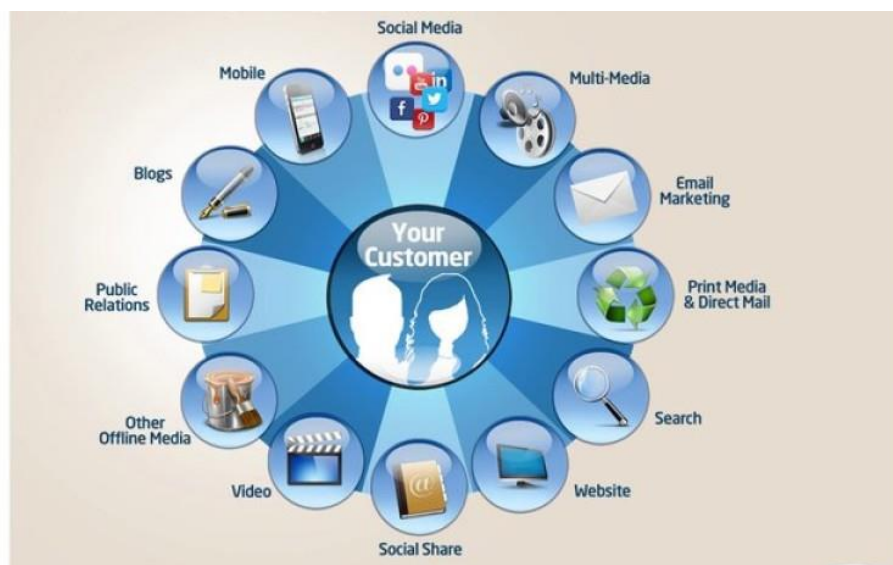 Social Media
Multi-Media
Email
Marketing
Print Media
& Direct Mail
Search
Website
Social Share
Video
Other
Offline Media
Public
Relations
Blogs
Mobile
Your
Customer